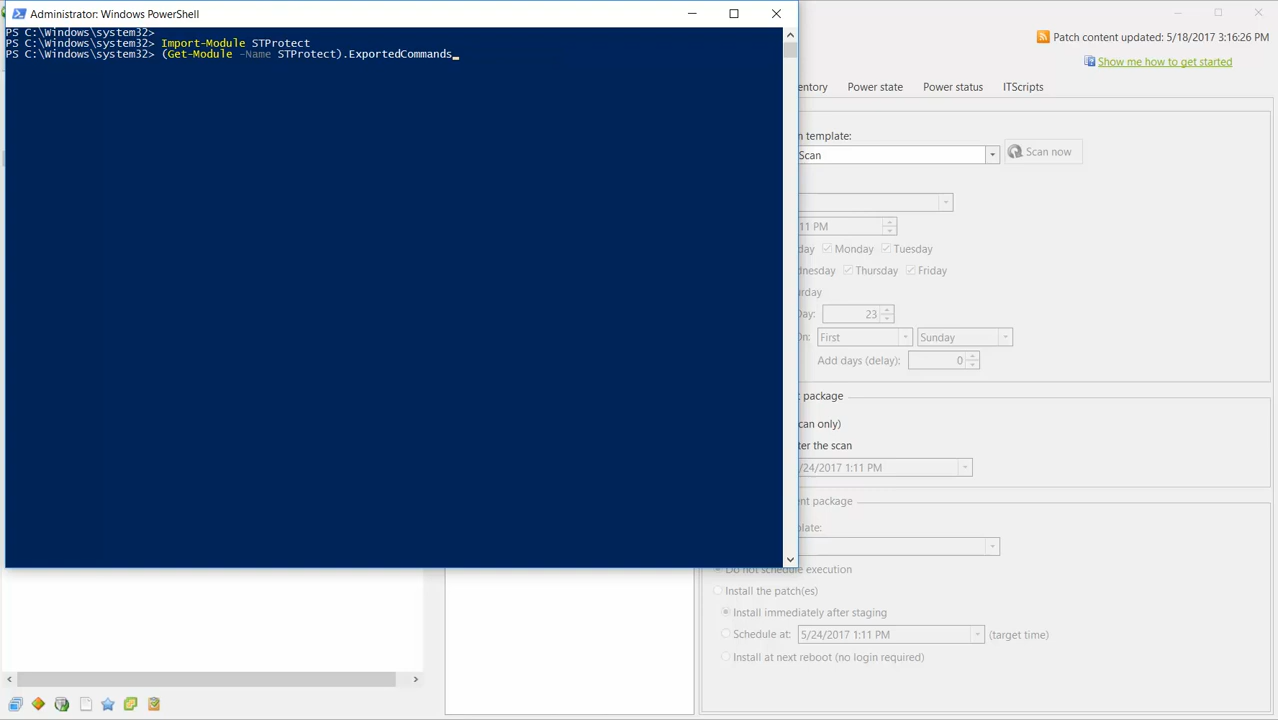 Administrator: Windows PowerShell
PS C:\Windows\system32>
PS C:\Windows\system32> Import-Module STProtect
PS C:\Windows\system32> (Get-Module -Name STProtect).ExportedCommands_
Patch content updated: 5/18/2017 3:16:26 PM
Show me how to get started
entory Power state Power status ITScripts
n template:
Scan Scan now
11 PM
day Monday Tuesday
dnesday Thursday Friday
urday
Day: 23
On: First Sunday
Add days (delay): 0
t package
can only)
ter the scan
/24/2017 1:11 PM
ent package
plate:
Do not schedule execution
Install the patch(es)
Install immediately after staging
Schedule at: 5/24/2017 1:11 PM (target time)
Install at next reboot (no login required)